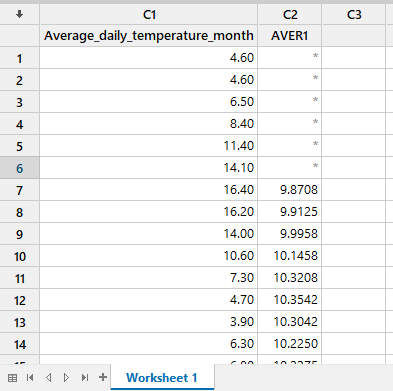 C1 C2 C3
Average_daily_temperature_month AVER1
1 4.60 *
2 4.60 *
3 6.50 *
4 8.40 *
5 11.40 *
6 14.10 *
7 16.40 9.8708
8 16.20 9.9125
9 14.00 9.9958
10 10.60 10.1458
11 7.30 10.3208
12 4.70 10.3542
13 3.90 10.3042
14 6.30 10.2250
Worksheet 1